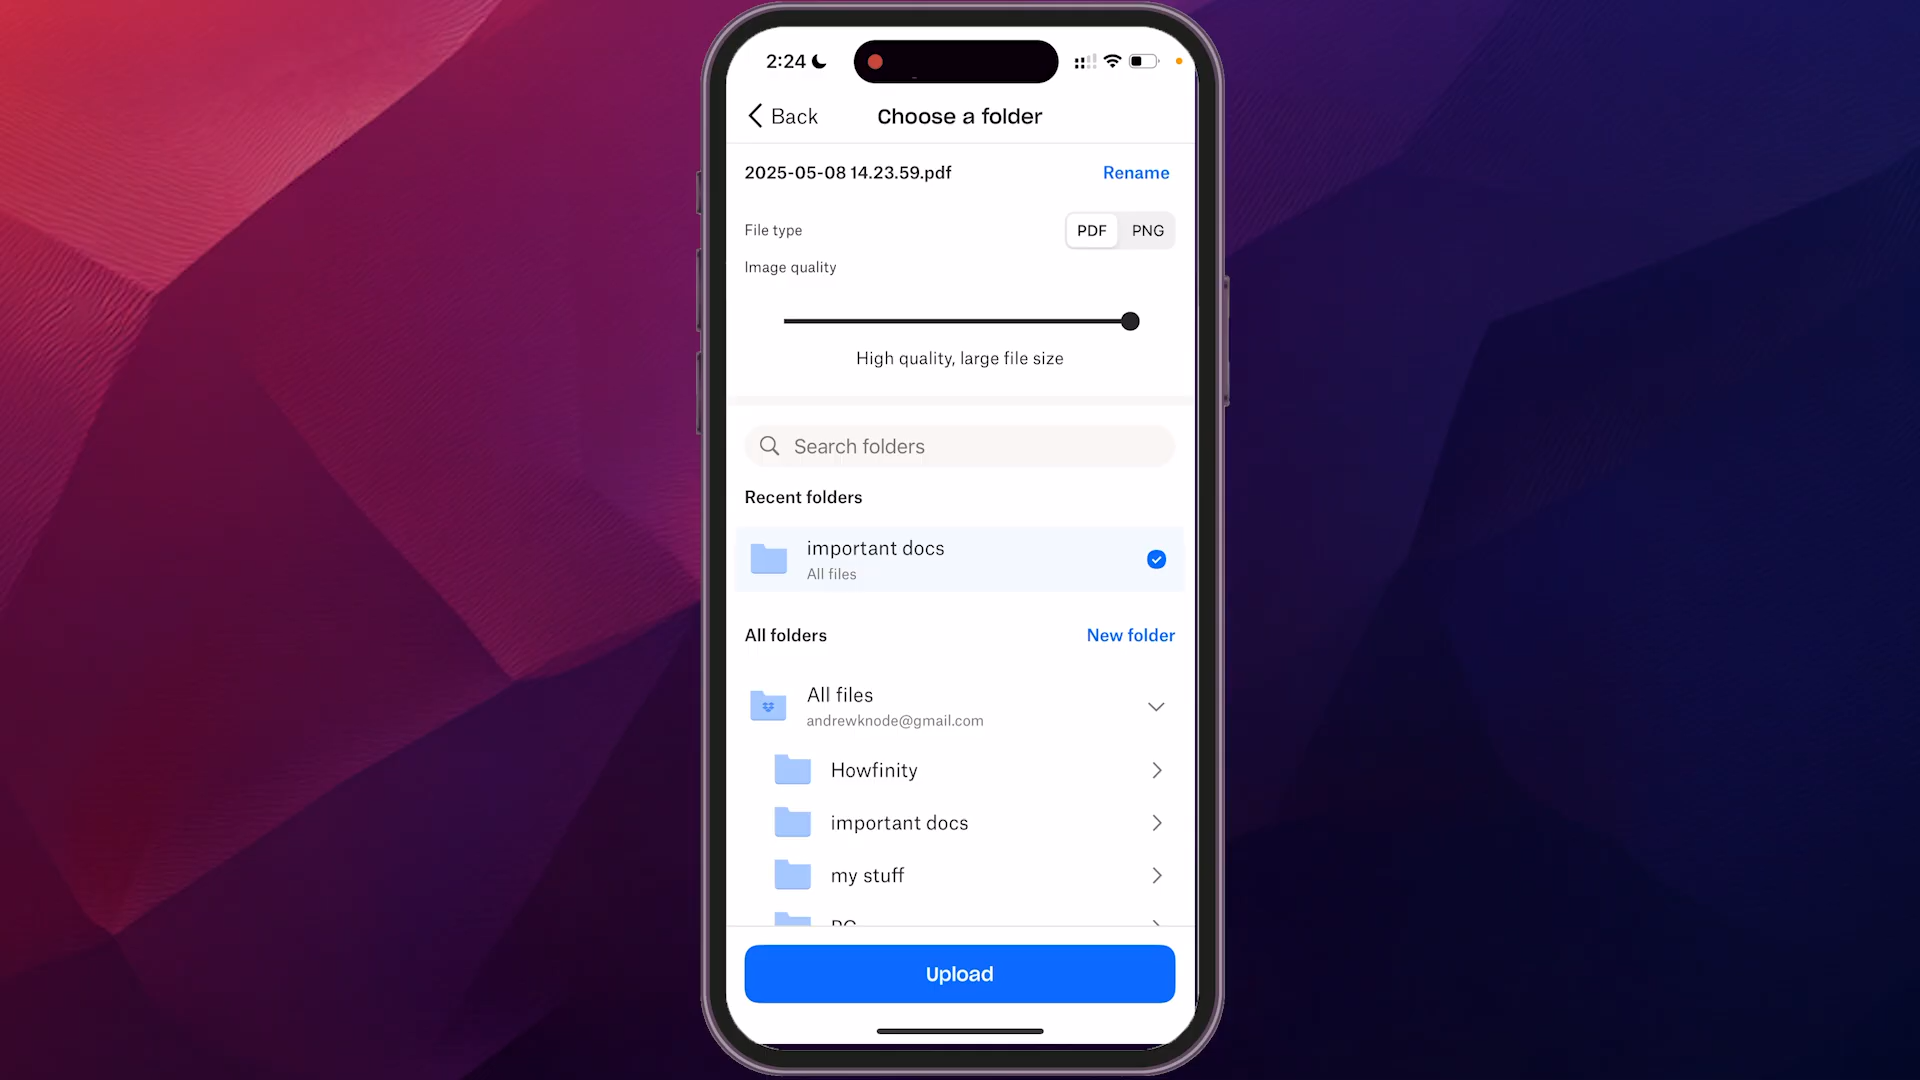 2:24
Back
Choose a folder
2025-05-08 14.23.59.pdf
Rename
File type
PDF
PNG
Image quality
High quality, large file size
Search folders
Recent folders
important docs
All files
All folders
New folder
All files
andrewknode@gmail.com
Howfinity
important docs
my stuff
Upload